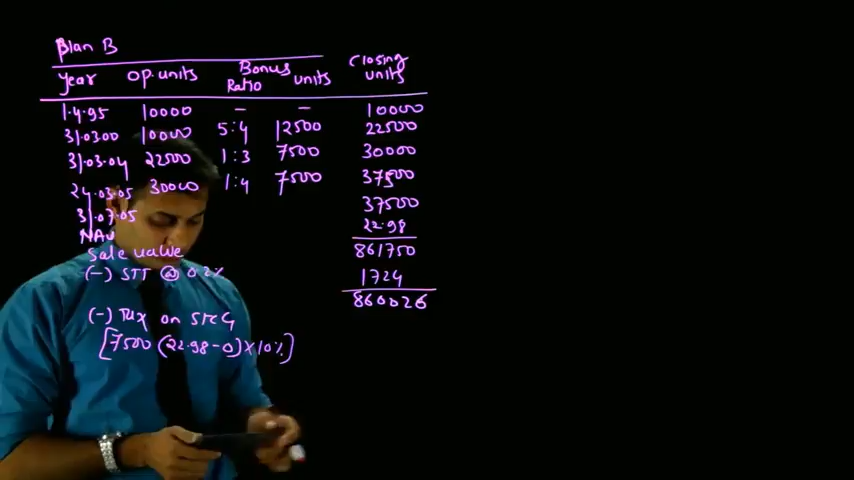 Plan B
Year Op. units Bonus Ratio units Closing units
1.4.95 10000 – – 10000
31.03.00 10000 5:4 12500 22500
31.03.04 22500 1:3 7500 30000
24.03.05 30000 1:4 7500 37500
31.07.05 37500
NAV 22.98
Sale value 861750
(-) STT @ 0.2% 1724
860026
(-) Tax on STCG
[7500 (22.98-0) × 10%]